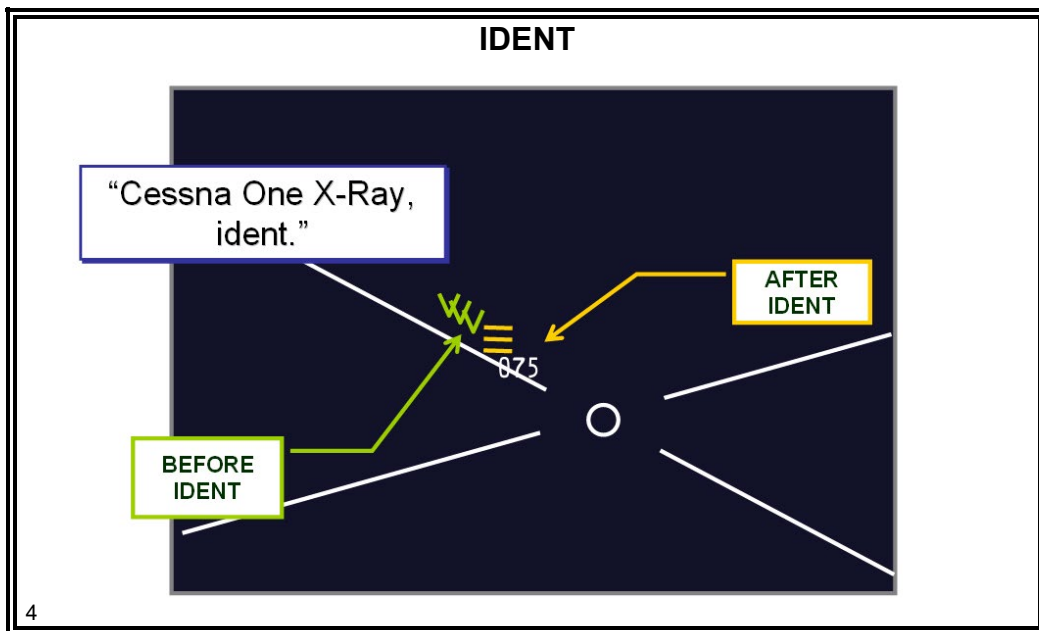 IDENT
“Cessna One X-Ray,
ident.”
AFTER
IDENT
075
BEFORE
IDENT
4